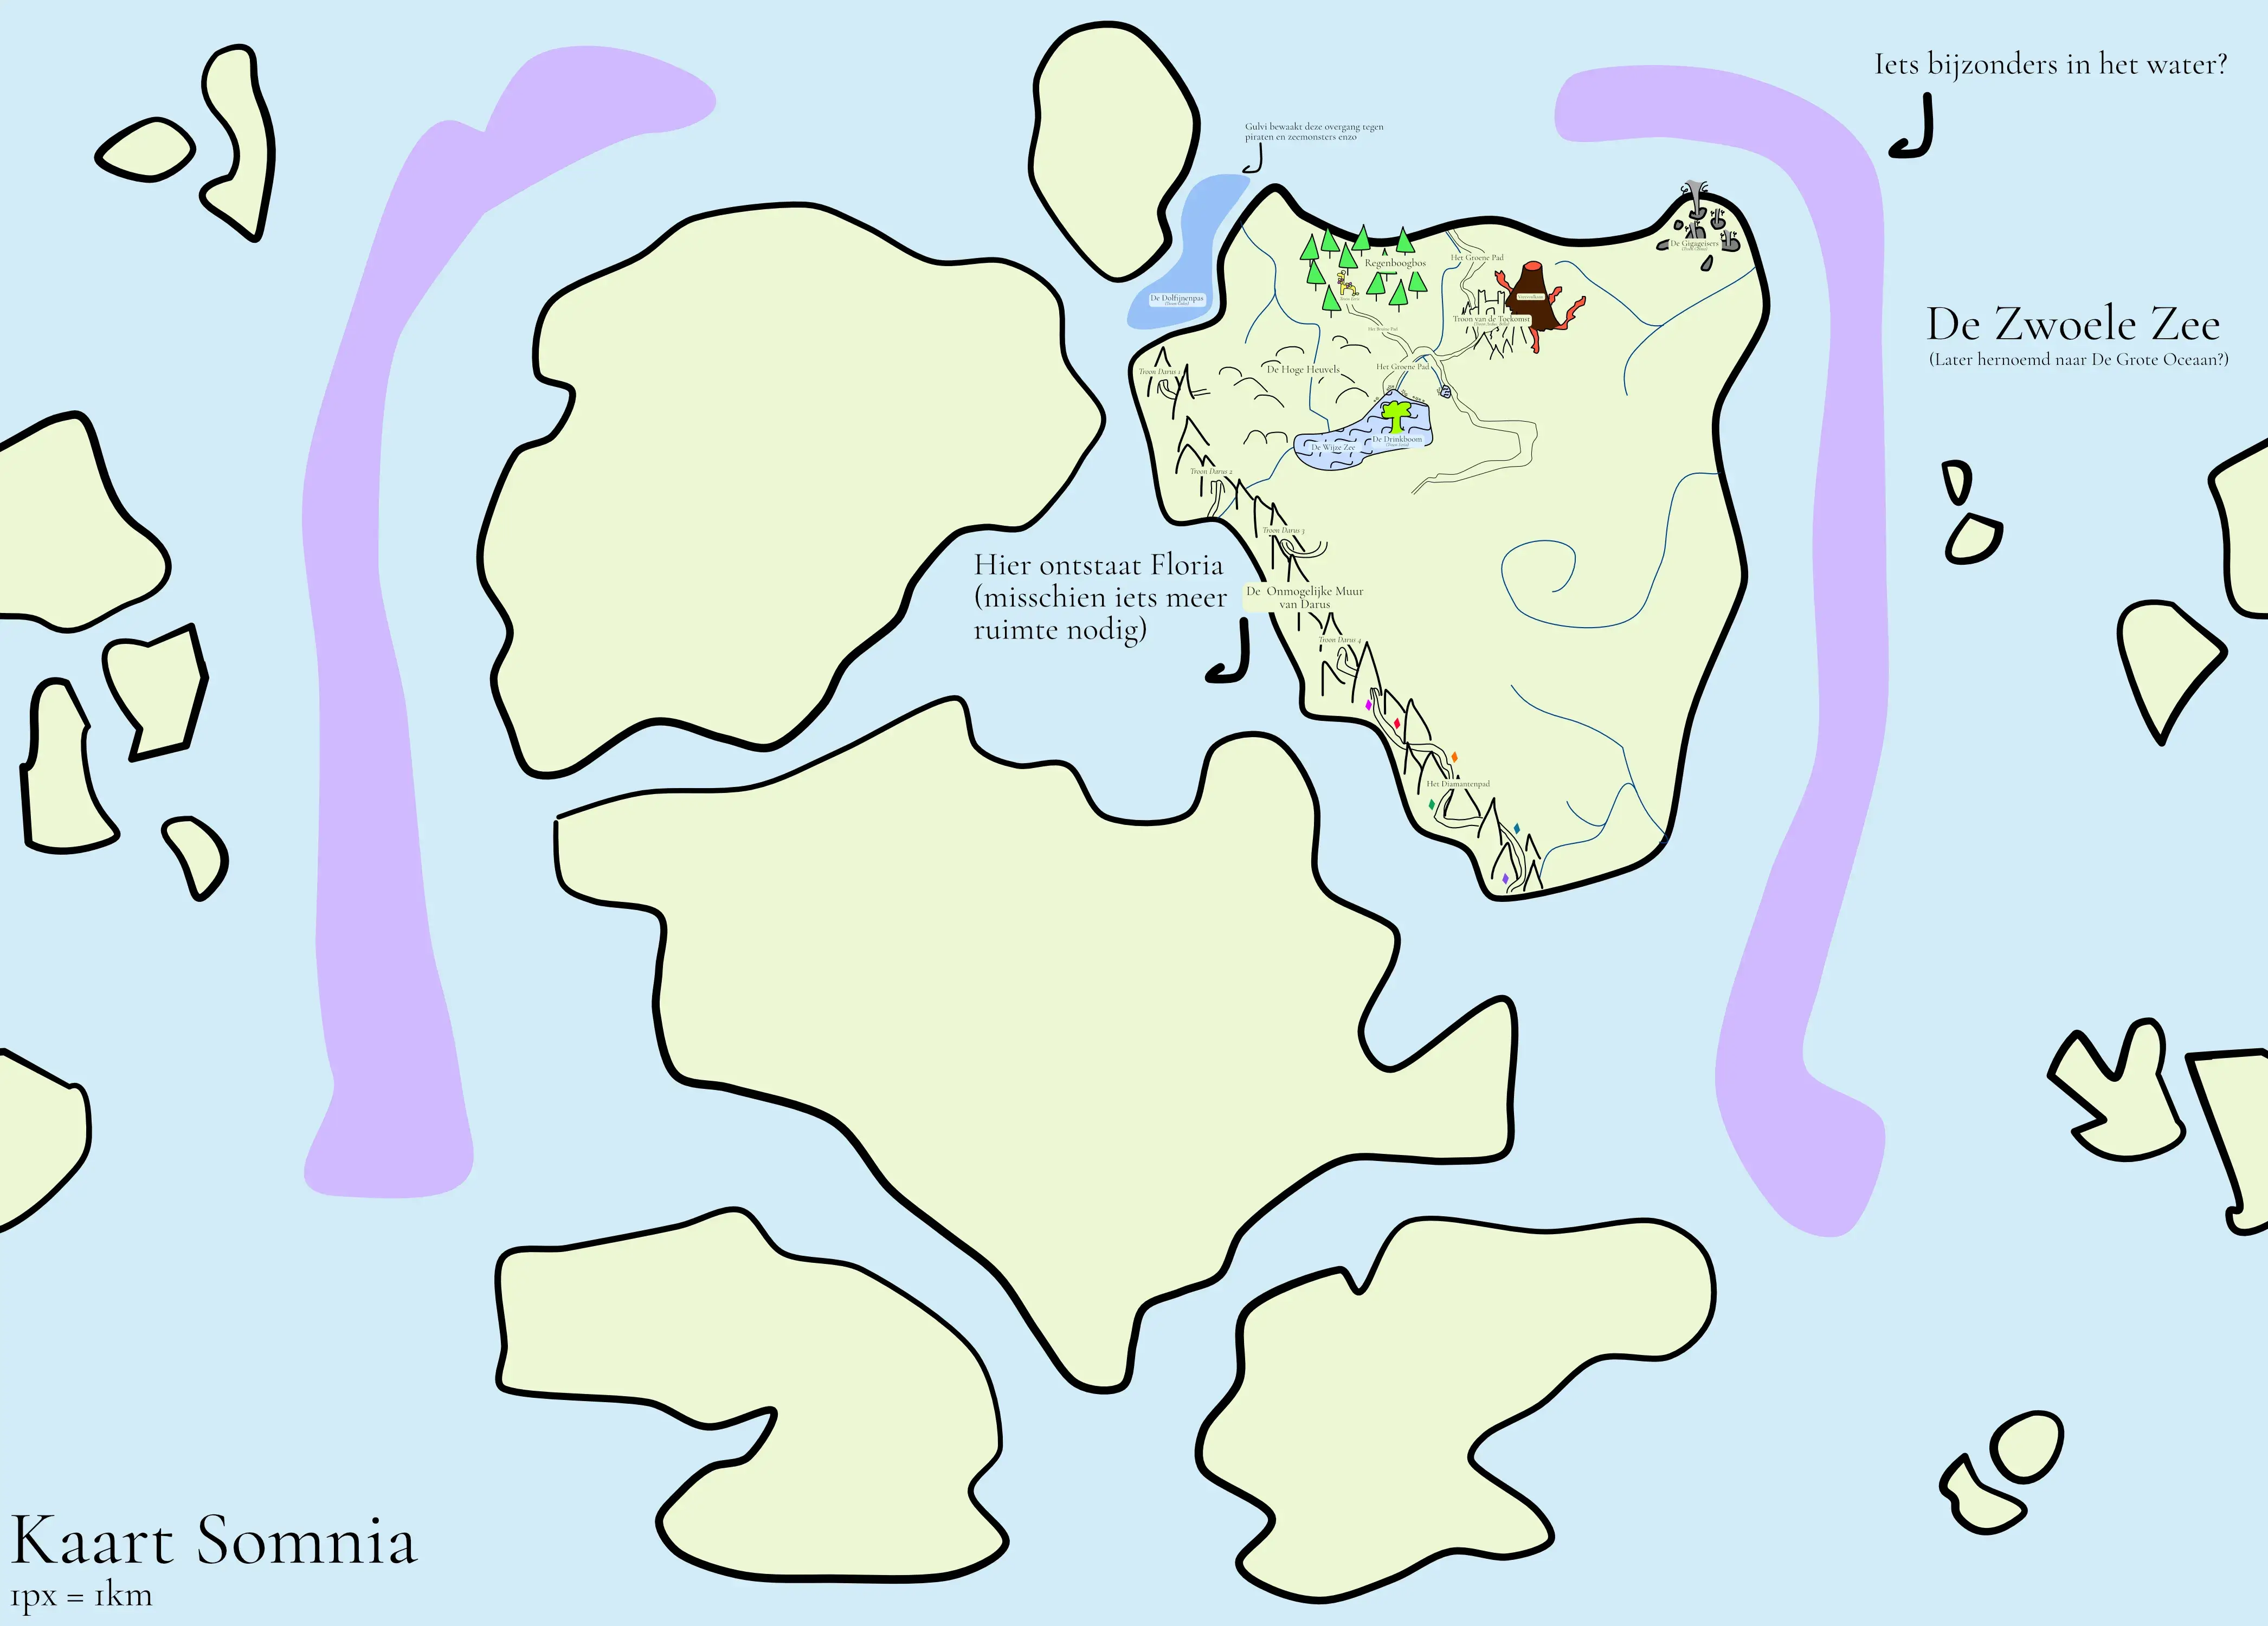 Iets bijzonders in het water?
Gulvi bewaakt deze overgang tegen
piraten en zeemonsters enzo
De Gigageisers
Regenboogbos
Het Groene Pad
De Dolfijnenpas
Troon van de Toekomst
De Zwoele Zee
(Later hernoemd naar De Grote Oceaan?)
Het Groene Pad
Troon Darus 1
De Hoge Heuvels
Het Groene Pad
De Drinkboom
De Wijze Zee
Troon Darus 2
Troon Darus 3
Hier ontstaat Floria
(misschien iets meer
ruimte nodig)
De Onmogelijke Muur
van Darus
Troon Darus 4
Het Diamantenpad
Kaart Somnia
1px = 1km